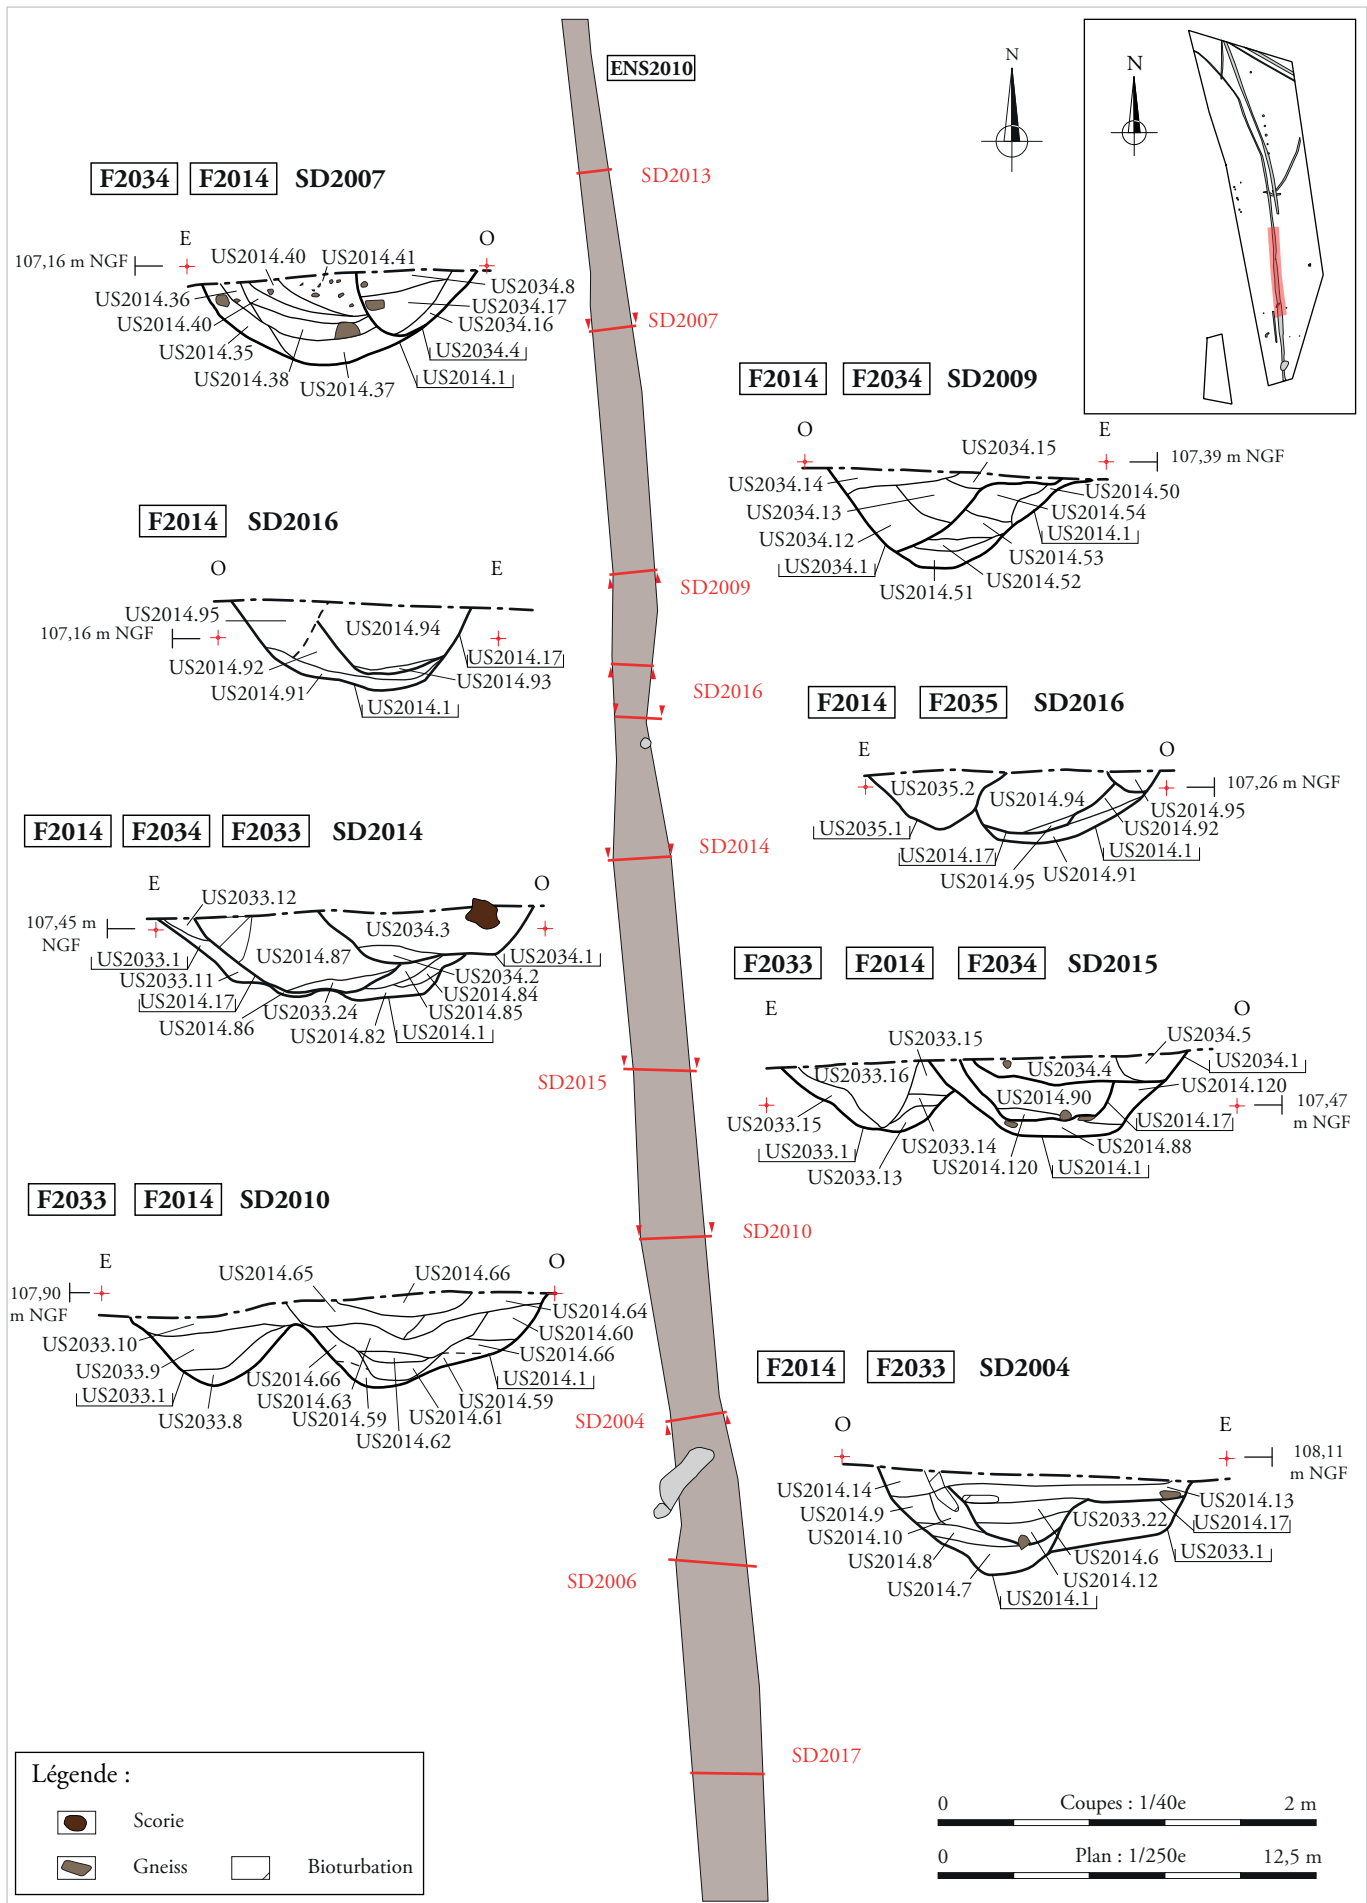 ENS2010
N
N
SD2013
F2034 F2014 SD2007
E
O
107,16 m NGF
US2014.40
US2014.41
US2034.8
US2014.36
US2034.17
US2014.40
US2034.16
US2014.35
US2034.4
US2014.38
US2014.37
US2014.1
SD2007
F2014 F2034 SD2009
O
E
US2034.15
107,39 m NGF
US2034.14
US2014.50
US2034.13
US2014.54
US2034.12
US2014.1
US2034.1
US2014.53
US2014.51
US2014.52
F2014 SD2016
O
E
US2014.95
US2014.94
107,16 m NGF
US2014.17
US2014.92
US2014.93
US2014.91
US2014.1
SD2009
SD2016
F2014 F2035 SD2016
E
O
US2035.2
US2014.94
107,26 m NGF
US2014.95
US2035.1
US2014.92
US2014.17
US2014.1
US2014.95
US2014.91
F2014 F2034 F2033 SD2014
E
O
US2033.12
107,45 m
NGF
US2034.3
US2014.87
US2033.1
US2034.1
US2033.11
US2034.2
US2014.17
US2014.84
US2033.24
US2014.85
US2014.86
US2014.82
US2014.1
SD2014
F2033 F2014 F2034 SD2015
E
O
US2033.15
US2034.5
US2034.1
US2033.16
US2034.4
US2014.120
US2014.90
107,47
m NGF
US2033.15
US2014.17
US2033.1
US2033.14
US2014.88
US2033.13
US2014.120
US2014.1
SD2015
F2033 F2014 SD2010
E
O
US2014.65
US2014.66
107,90
m NGF
US2014.64
US2014.60
US2033.10
US2014.66
US2033.9
US2014.66
US2014.1
US2033.1
US2014.63
US2014.59
US2033.8
US2014.59
US2014.61
US2014.62
SD2010
SD2004
F2014 F2033 SD2004
O
E
108,11
m NGF
US2014.14
US2014.13
US2014.9
US2033.22
US2014.17
US2014.10
US2014.6
US2033.1
US2014.8
US2014.12
US2014.7
US2014.1
SD2006
SD2017
Légende :
Scorie
Gneiss
Bioturbation
0 Coupes : 1/40e 2 m
0 Plan : 1/250e 12,5 m